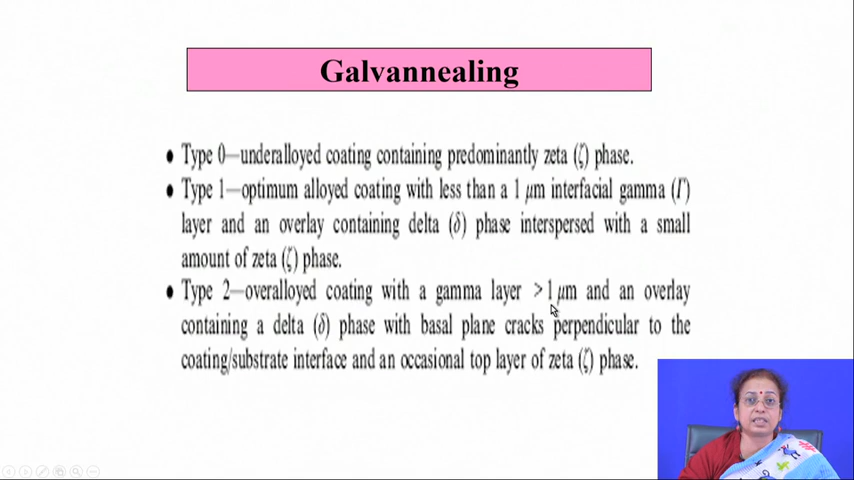 Galvannealing
● Type 0—underalloyed coating containing predominantly zeta (ζ) phase.
● Type 1—optimum alloyed coating with less than a 1 μm interfacial gamma (Γ)
layer and an overlay containing delta (δ) phase interspersed with a small
amount of zeta (ζ) phase.
● Type 2—overalloyed coating with a gamma layer >1 μm and an overlay
containing a delta (δ) phase with basal plane cracks perpendicular to the
coating/substrate interface and an occasional top layer of zeta (ζ) phase.